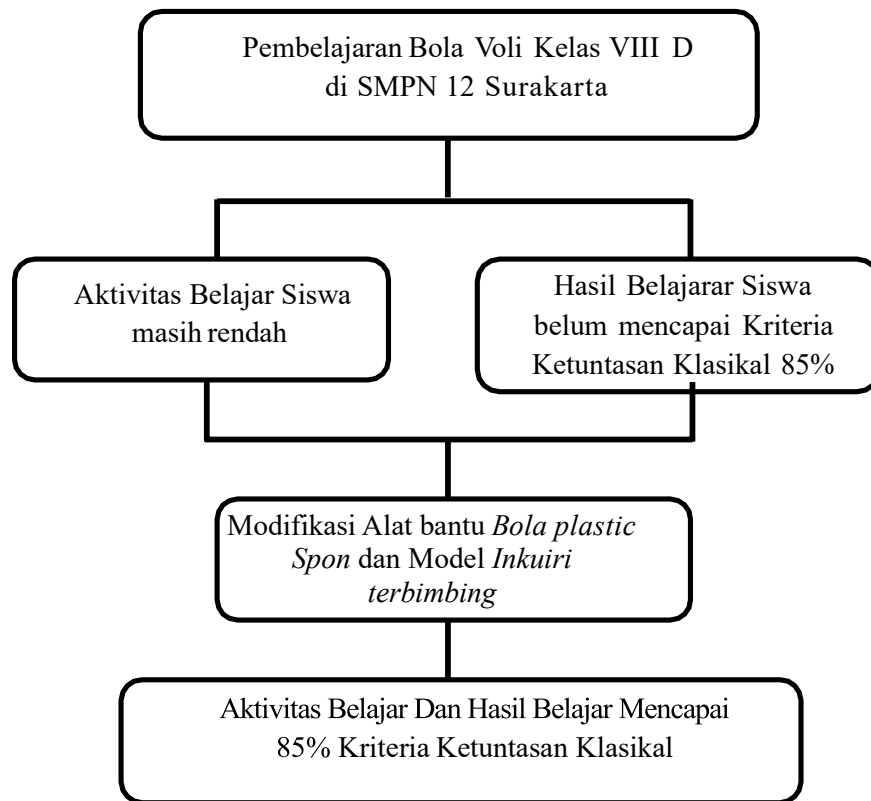 Pembelajaran Bola Voli Kelas VIII D
di SMPN 12 Surakarta
Aktivitas Belajar Siswa
masih rendah
Hasil Belajarar Siswa
belum mencapai Kriteria
Ketuntasan Klasikal 85%
Modifikasi Alat bantu Bola plastic
Spon dan Model Inkuiri
terbimbing
Aktivitas Belajar Dan Hasil Belajar Mencapai
85% Kriteria Ketuntasan Klasikal